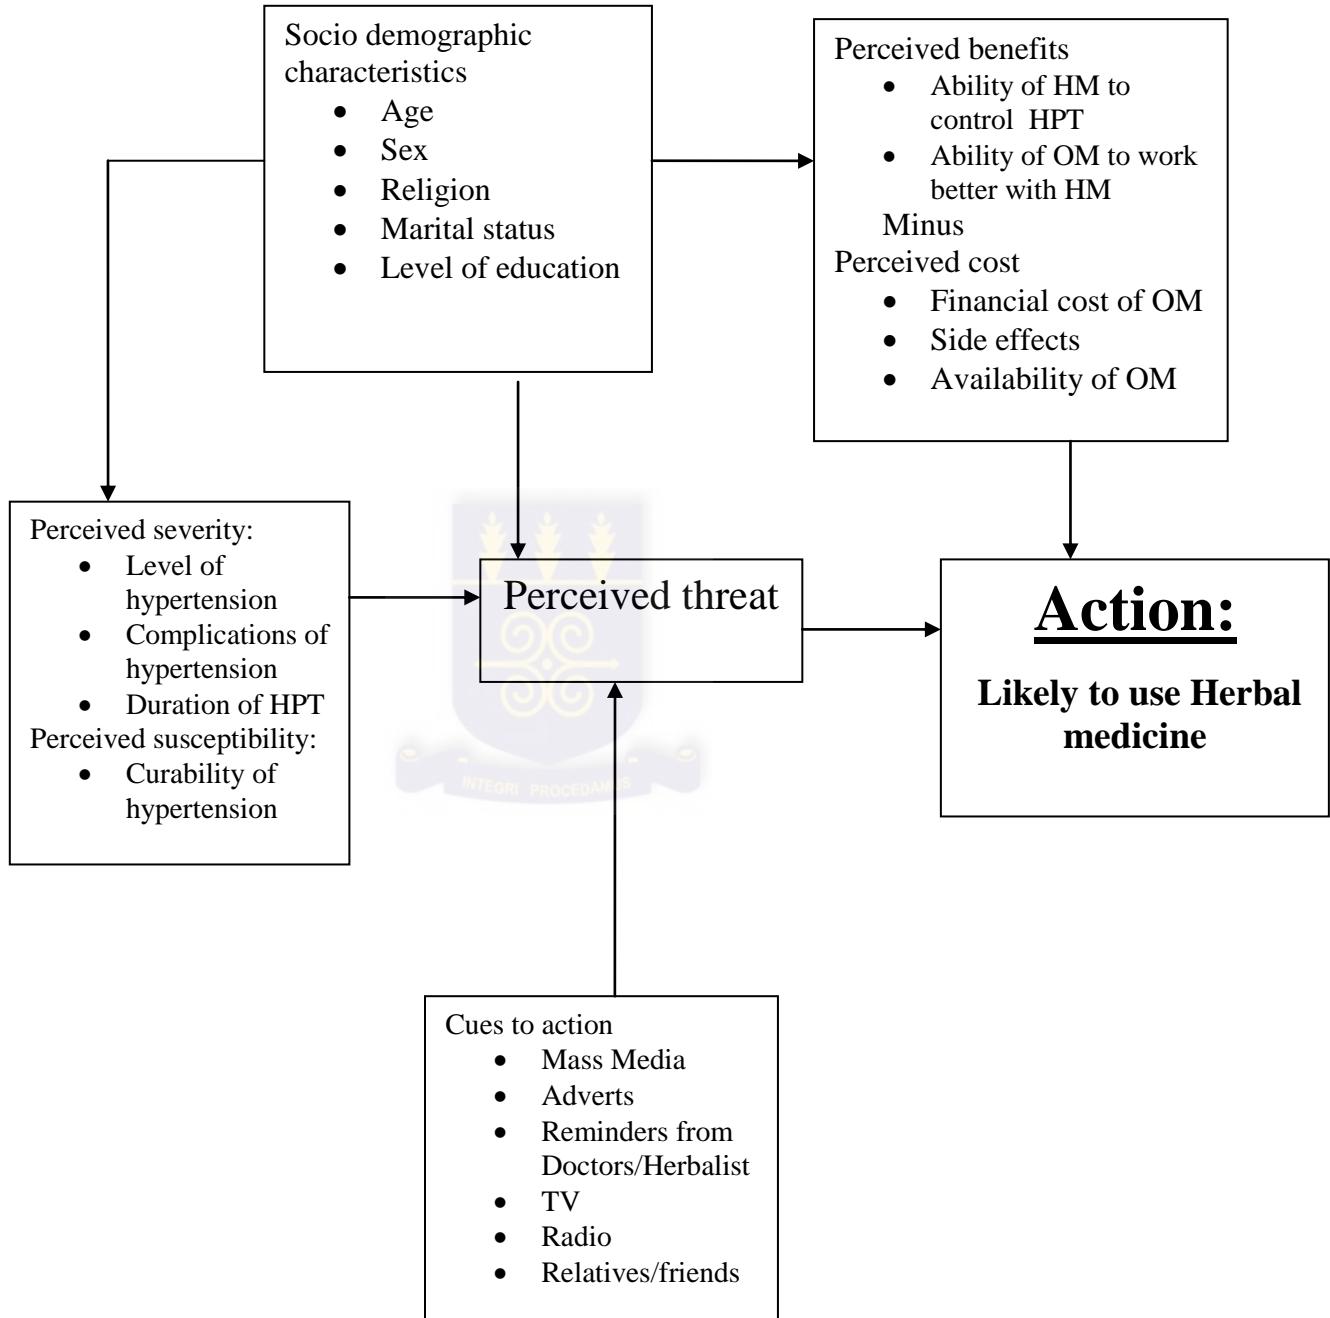 Socio demographic
characteristics
• Age
• Sex
• Religion
• Marital status
• Level of education
Perceived benefits
• Ability of HM to
control HPT
• Ability of OM to work
better with HM
Minus
Perceived cost
• Financial cost of OM
• Side effects
• Availability of OM
Perceived severity:
• Level of
hypertension
• Complications of
hypertension
• Duration of HPT
Perceived susceptibility:
• Curability of
hypertension
Perceived threat
Action:
Likely to use Herbal
medicine
INTEGRI PROCEDAMUS
Cues to action
• Mass Media
• Adverts
• Reminders from
Doctors/Herbalist
• TV
• Radio
• Relatives/friends